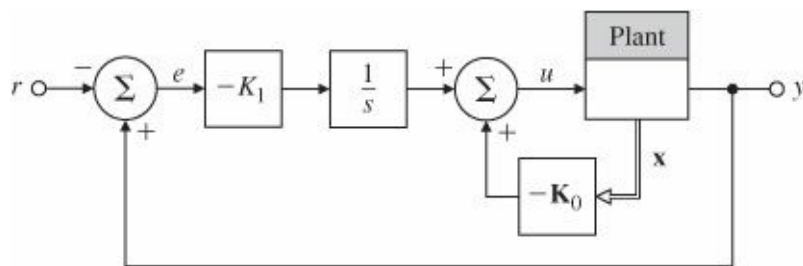 Plant
r − Σ e −K₁ 1/s + Σ u y
+ + x
−K₀